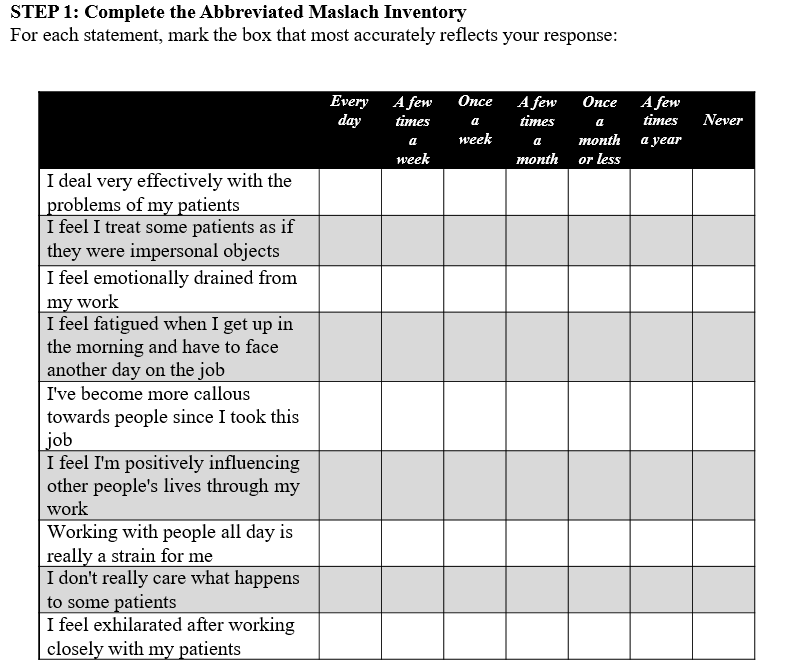 STEP 1: Complete the Abbreviated Maslach Inventory
For each statement, mark the box that most accurately reflects your response:
Every day
A few times a week
Once a week
A few times a month
Once a month or less
A few times a year
Never
I deal very effectively with the
problems of my patients
I feel I treat some patients as if
they were impersonal objects
I feel emotionally drained from
my work
I feel fatigued when I get up in
the morning and have to face
another day on the job
I've become more callous
towards people since I took this
job
I feel I'm positively influencing
other people's lives through my
work
Working with people all day is
really a strain for me
I don't really care what happens
to some patients
I feel exhilarated after working
closely with my patients